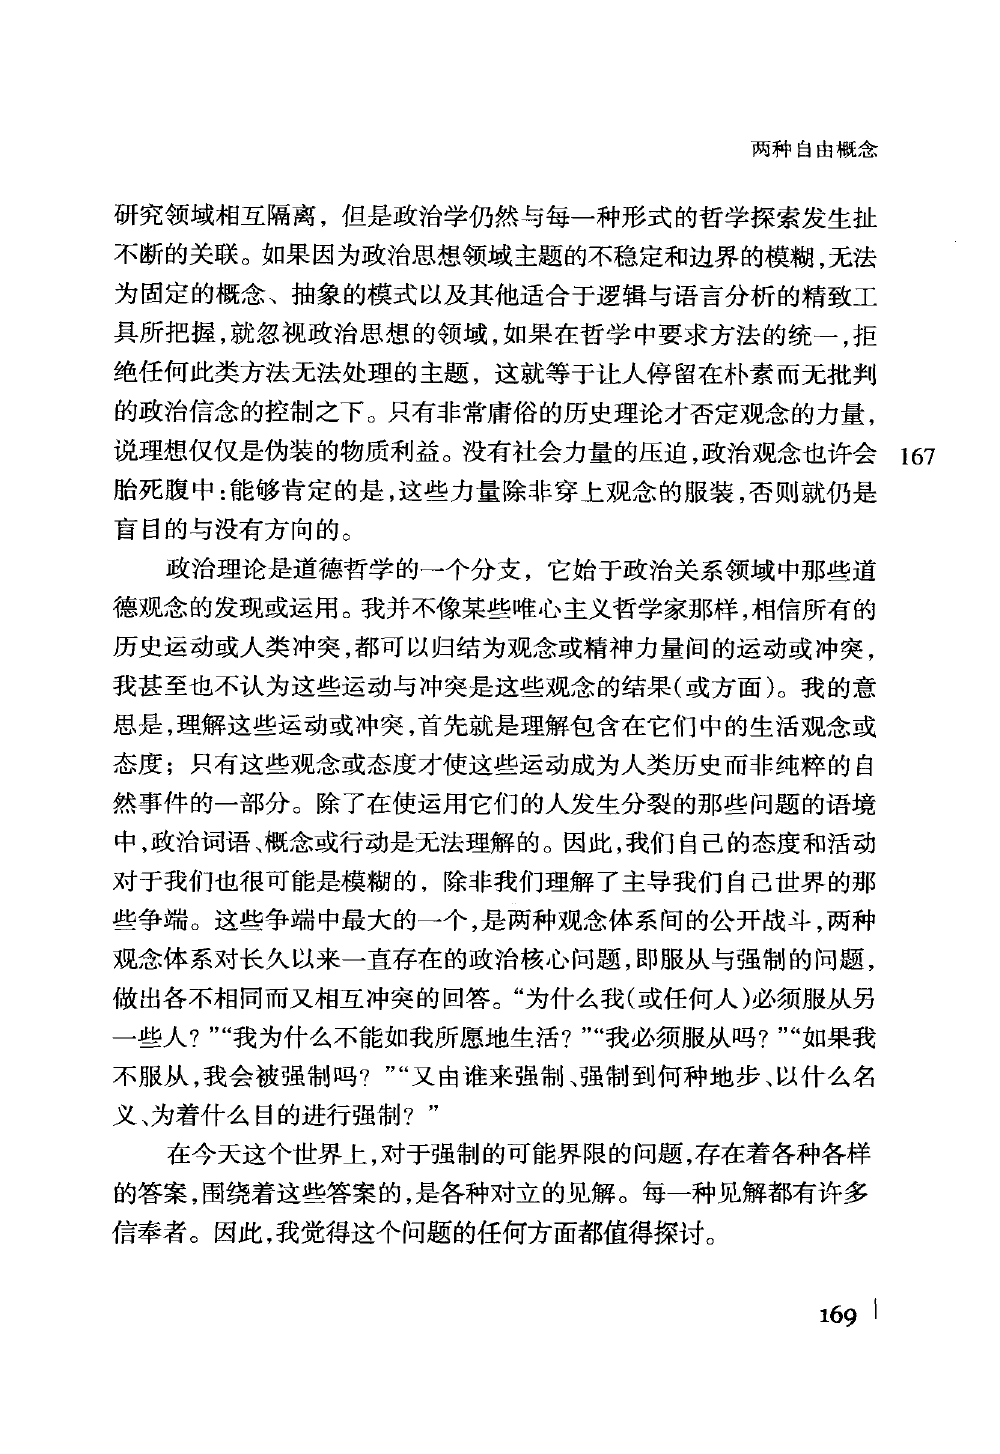 两种自由概念
研究领域相互隔离，但是政治学仍然与每一种形式的哲学探索发生扯
不断的关联。如果因为政治思想领域主题的不稳定和边界的模糊,无法
为固定的概念、抽象的模式以及其他适合于逻辑与语言分析的精致工
具所把握,就忽视政治思想的领域,如果在哲学中要求方法的统一,拒
绝任何此类方法无法处理的主题，这就等于让人停留在朴素而无批判
的政治信念的控制之下。只有非常庸俗的历史理论才否定观念的力量,
说理想仅仅是伪装的物质利益。没有社会力量的压迫,政治观念也许会 167
胎死腹中:能够肯定的是,这些力量除非穿上观念的服装,否则就仍是
盲目的与没有方向的。
政治理论是道德哲学的一个分支，它始于政治关系领域中那些道
德观念的发现或运用。我并不像某些唯心主义哲学家那样,相信所有的
历史运动或人类冲突,都可以归结为观念或精神力量间的运动或冲突,
我甚至也不认为这些运动与冲突是这些观念的结果(或方面)。我的意
思是,理解这些运动或冲突,首先就是理解包含在它们中的生活观念或
态度；只有这些观念或态度才使这些运动成为人类历史而非纯粹的自
然事件的一部分。除了在使运用它们的人发生分裂的那些问题的语境
中,政治词语、概念或行动是无法理解的。因此,我们自己的态度和活动
对于我们也很可能是模糊的，除非我们理解了主导我们自己世界的那
些争端。这些争端中最大的一个,是两种观念体系间的公开战斗,两种
观念体系对长久以来一直存在的政治核心问题,即服从与强制的问题,
做出各不相同而又相互冲突的回答。“为什么我(或任何人)必须服从另
一些人？”“我为什么不能如我所愿地生活？”“我必须服从吗？”“如果我
不服从,我会被强制吗？”“又由谁来强制、强制到何种地步、以什么名
义、为着什么目的进行强制？”
在今天这个世界上,对于强制的可能界限的问题,存在着各种各样
的答案,围绕着这些答案的,是各种对立的见解。每一种见解都有许多
信奉者。因此,我觉得这个问题的任何方面都值得探讨。
169